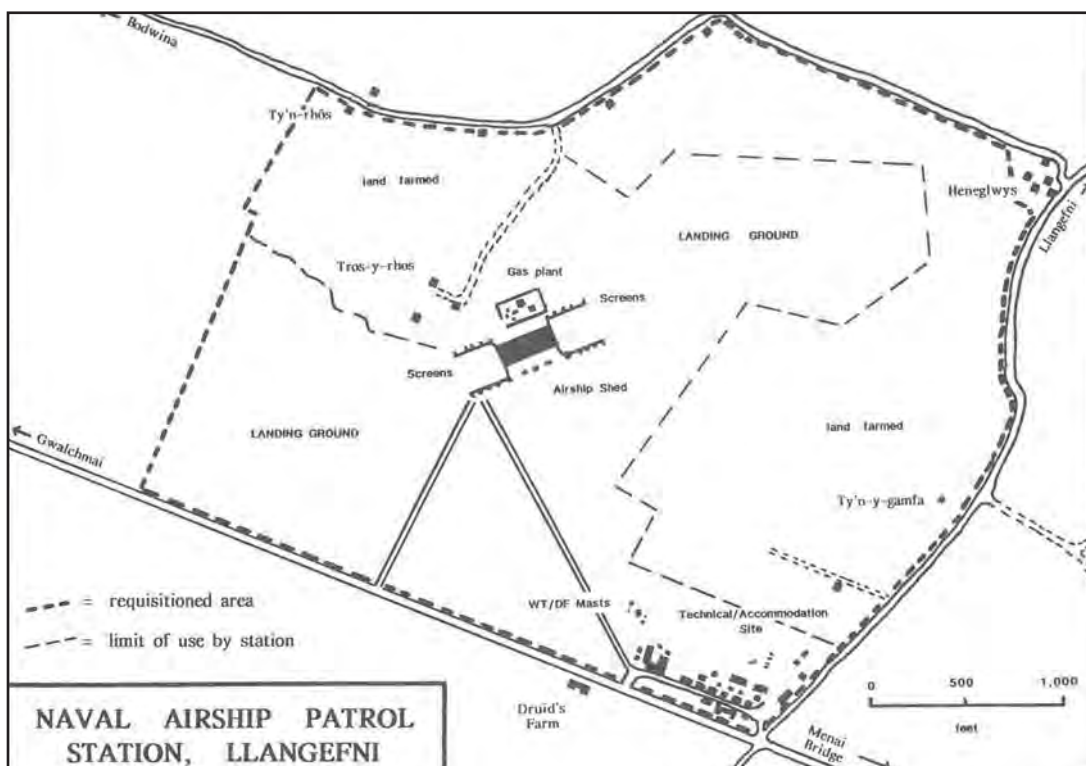 Bodwina
Ty'n-rhôs
land farmed
Heneglwys
Llangefni
LANDING GROUND
Tros-y-rhos
Gas plant
Screens
Screens
Airship Shed
LANDING GROUND
Gwalchmai
land farmed
Ty'n-y-gamfa
WT/DF Masts
Technical/Accommodation
Site
= requisitioned area
= limit of use by station
0 500 1,000
feet
Druid's
Farm
Menai
Bridge
NAVAL AIRSHIP PATROL
STATION, LLANGEFNI